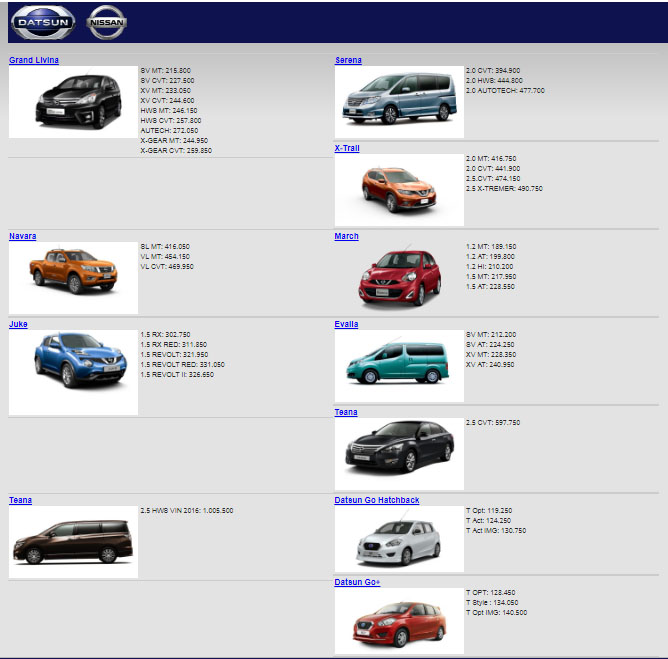 DATSUN
NISSAN
Grand Livina
SV MT: 215.800
SV CVT: 227.500
XV MT: 233.050
XV CVT: 244.600
HWS MT: 246.150
HWS CVT: 257.800
AUTECH: 272.050
X-GEAR MT: 244.950
X-GEAR CVT: 259.850
Serena
2.0 CVT: 394.900
2.0 HWS: 444.800
2.0 AUTOTECH: 477.700
X-Trail
2.0 MT: 416.750
2.0 CVT: 441.900
2.5.CVT: 474.150
2.5 X-TREMER: 490.750
Navara
SL MT: 416.050
VL MT: 454.150
VL CVT: 469.950
March
1.2 MT: 189.150
1.2 AT: 199.800
1.2 HI: 210.200
1.5 MT: 217.950
1.5 AT: 228.550
Juke
1.5 RX: 302.750
1.5 RX RED: 311.850
1.5 REVOLT: 321.950
1.5 REVOLT RED: 331.050
1.5 REVOLT II: 326.650
Evalia
SV MT: 212.200
SV AT: 224.250
XV MT: 228.350
XV AT: 240.950
Teana
2.5 CVT: 597.750
Teana
2.5 HWS VIN 2016: 1.005.500
Datsun Go Hatchback
T Opt: 119.250
T Act: 124.250
T Act IMG: 130.750
Datsun Go+
T OPT: 128.450
T Style : 134.050
T Opt IMG: 140.500